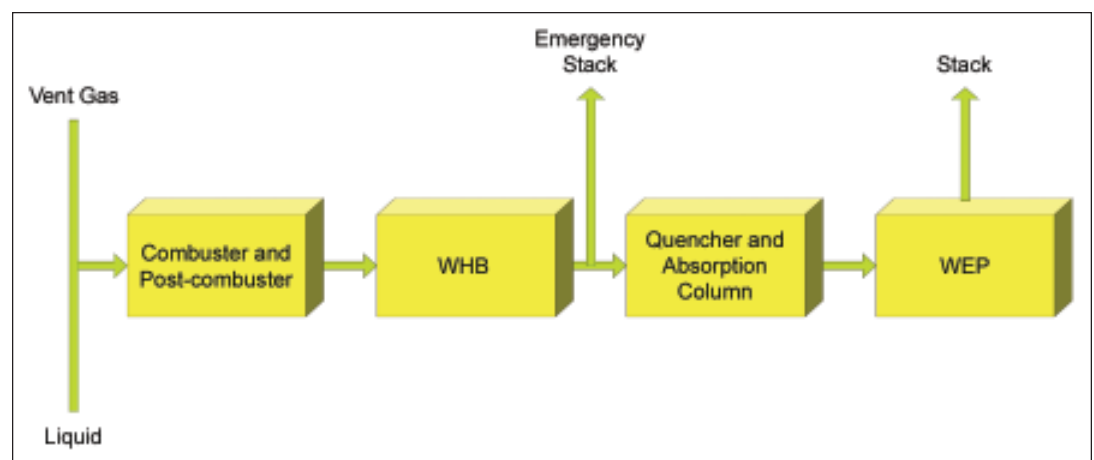 Emergency
Stack
Stack
Vent Gas
Combuster and
Post-combuster
WHB
Quencher and
Absorption
Column
WEP
Liquid